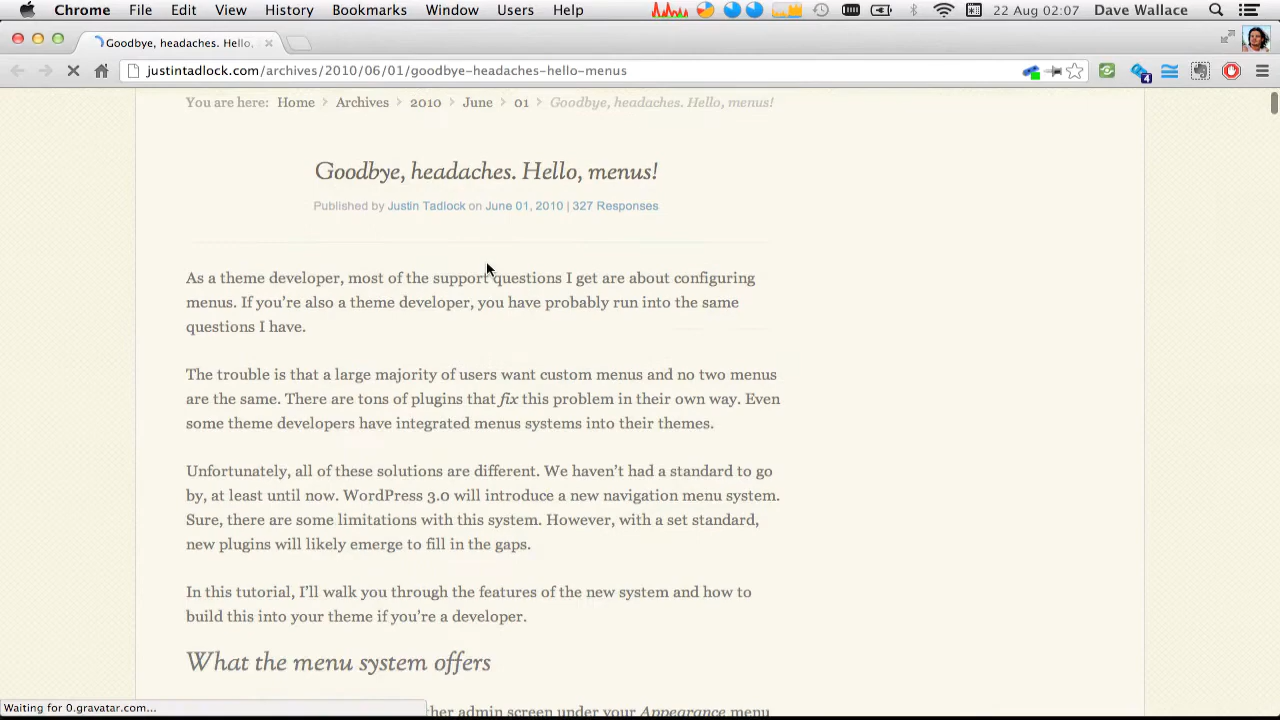 Chrome File Edit View History Bookmarks Window Users Help 22 Aug 02:07 Dave Wallace
Goodbye, headaches. Hello,
justintadlock.com/archives/2010/06/01/goodbye-headaches-hello-menus
4
You are here: Home > Archives > 2010 > June > 01 > Goodbye, headaches. Hello, menus!
Goodbye, headaches. Hello, menus!
Published by Justin Tadlock on June 01, 2010 | 327 Responses
As a theme developer, most of the support questions I get are about configuring
menus. If you're also a theme developer, you have probably run into the same
questions I have.
The trouble is that a large majority of users want custom menus and no two menus
are the same. There are tons of plugins that fix this problem in their own way. Even
some theme developers have integrated menus systems into their themes.
Unfortunately, all of these solutions are different. We haven't had a standard to go
by, at least until now. WordPress 3.0 will introduce a new navigation menu system.
Sure, there are some limitations with this system. However, with a set standard,
new plugins will likely emerge to fill in the gaps.
In this tutorial, I'll walk you through the features of the new system and how to
build this into your theme if you're a developer.
What the menu system offers
admin screen under your Appearance menu
Waiting for 0.gravatar.com...